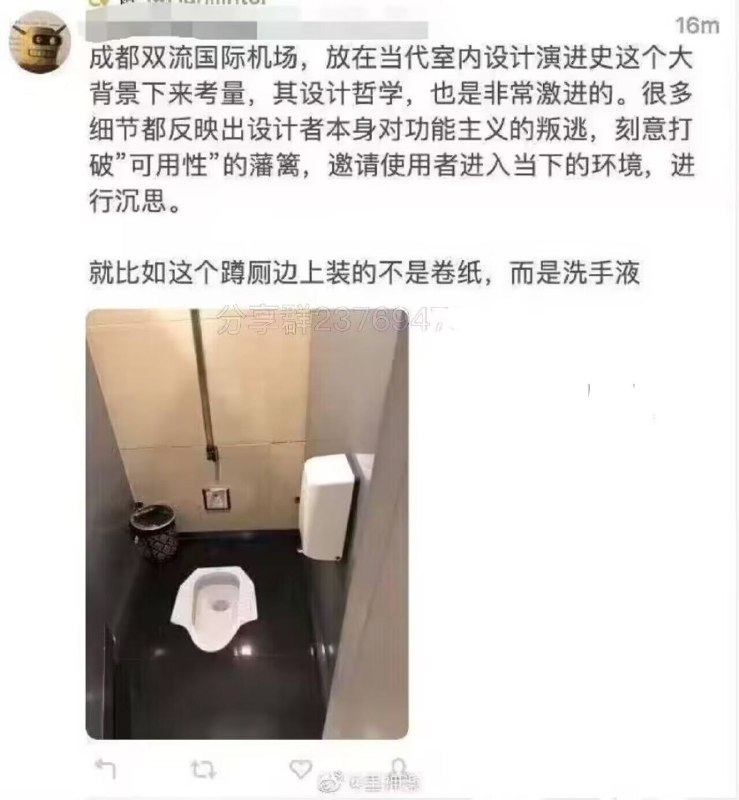 16m
成都双流国际机场，放在当代室内设计演进史这个大
背景下来考量，其设计哲学，也是非常激进的。很多
细节都反映出设计者本身对功能主义的叛逃，刻意打
破”可用性”的藩篱，邀请使用者进入当下的环境，进
行沉思。
就比如这个蹲厕边上装的不是卷纸，而是洗手液
分享群2376947